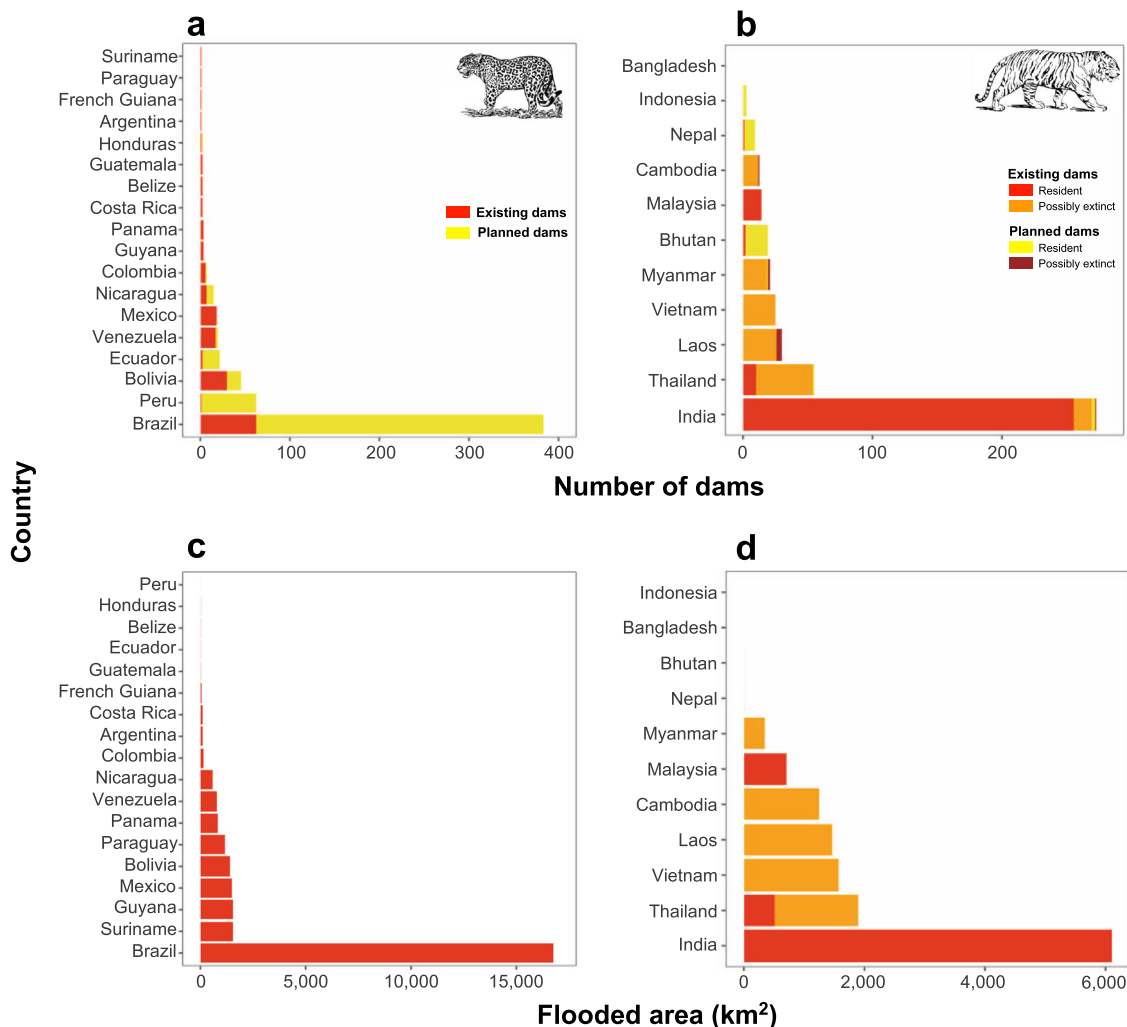 a
Suriname
Paraguay
French Guiana
Argentina
Honduras
Guatemala
Belize
Costa Rica
Panama
Guyana
Colombia
Nicaragua
Mexico
Venezuela
Ecuador
Bolivia
Peru
Brazil
Existing dams
Planned dams
0 100 200 300 400
b
Bangladesh
Indonesia
Nepal
Cambodia
Malaysia
Bhutan
Myanmar
Vietnam
Laos
Thailand
India
Existing dams
Resident
Possibly extinct
Planned dams
Resident
Possibly extinct
0 100 200
Number of dams
Country
c
Peru
Honduras
Belize
Ecuador
Guatemala
French Guiana
Costa Rica
Argentina
Colombia
Nicaragua
Venezuela
Panama
Paraguay
Bolivia
Mexico
Guyana
Suriname
Brazil
0 5,000 10,000 15,000
d
Indonesia
Bangladesh
Bhutan
Nepal
Myanmar
Malaysia
Cambodia
Laos
Vietnam
Thailand
India
0 2,000 4,000 6,000
Flooded area (km²)